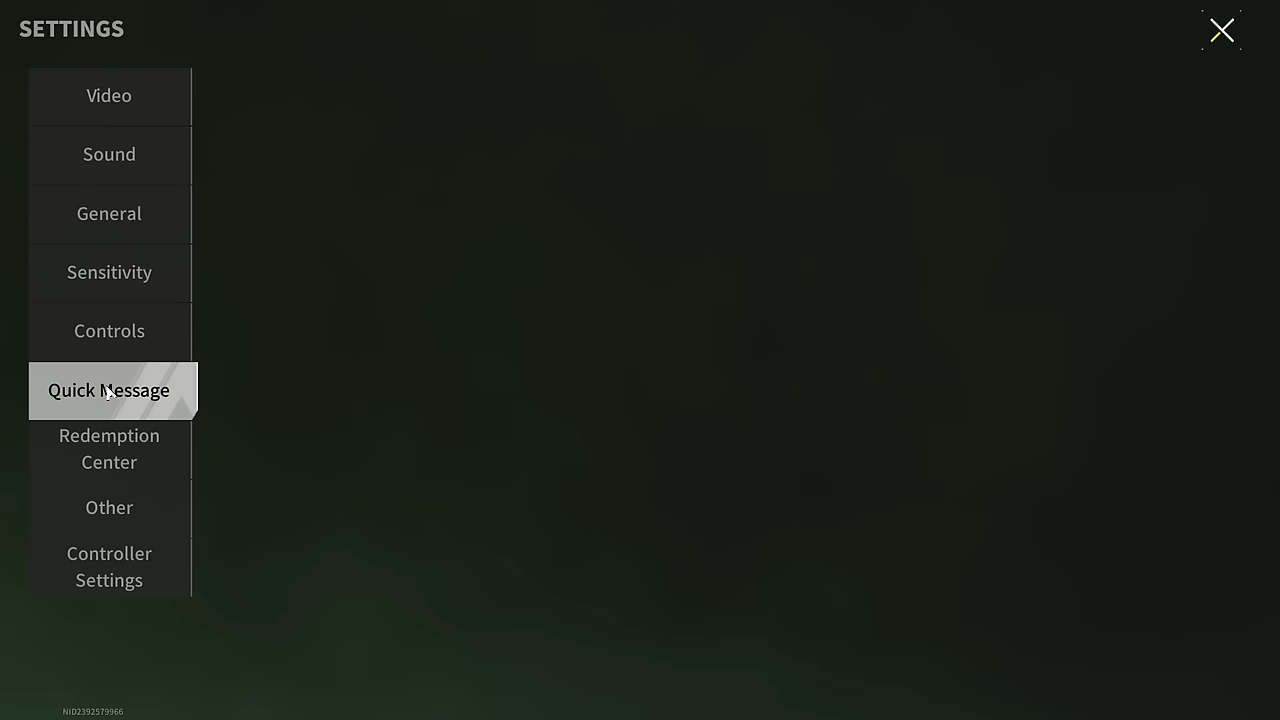 SETTINGS
Video
Sound
General
Sensitivity
Controls
Quick Message
Redemption
Center
Other
Controller
Settings
NID2392579966